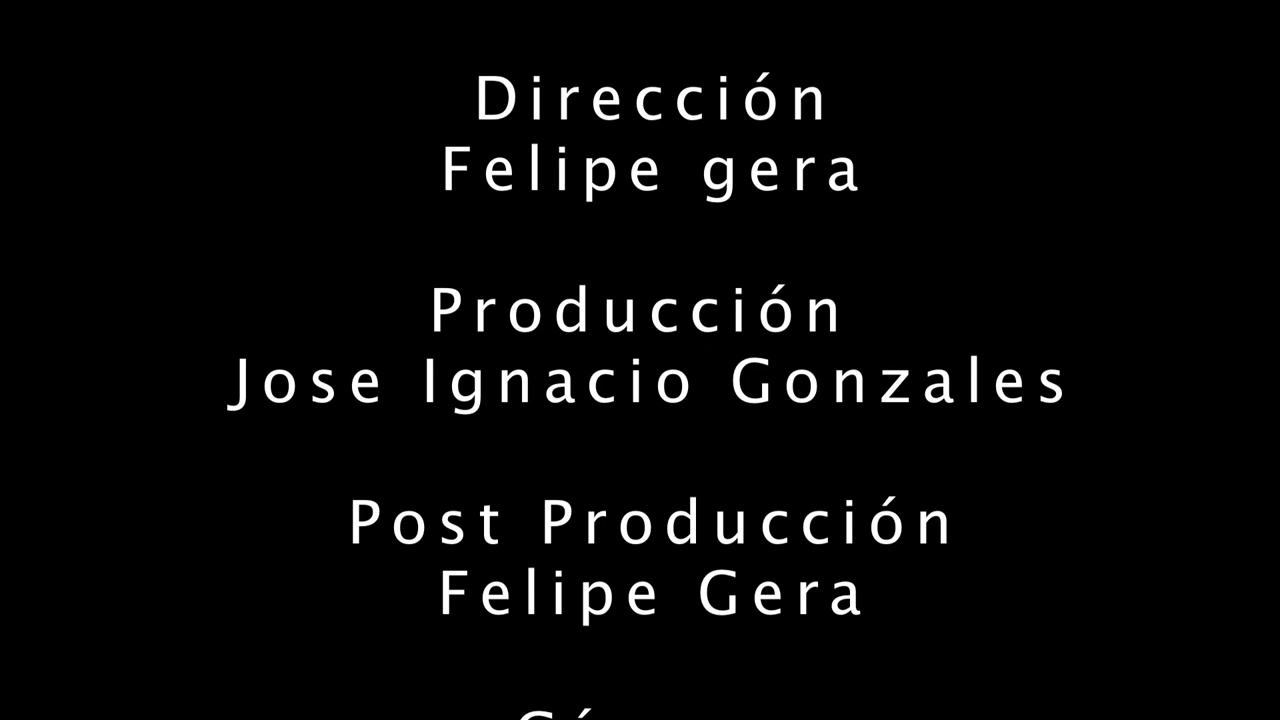 Dirección
Felipe gera
Producción
Jose Ignacio Gonzales
Post Producción
Felipe Gera